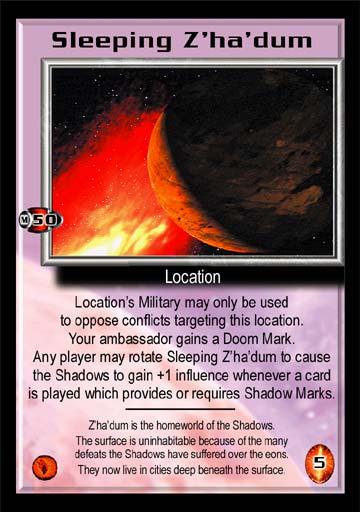 Sleeping Z'ha'dum
M 50
Location
Location's Military may only be used
to oppose conflicts targeting this location.
Your ambassador gains a Doom Mark.
Any player may rotate Sleeping Z'ha'dum to cause
the Shadows to gain +1 influence whenever a card
is played which provides or requires Shadow Marks.
Z'ha'dum is the homeworld of the Shadows.
The surface is uninhabitable because of the many
defeats the Shadows have suffered over the eons.
They now live in cities deep beneath the surface.
5